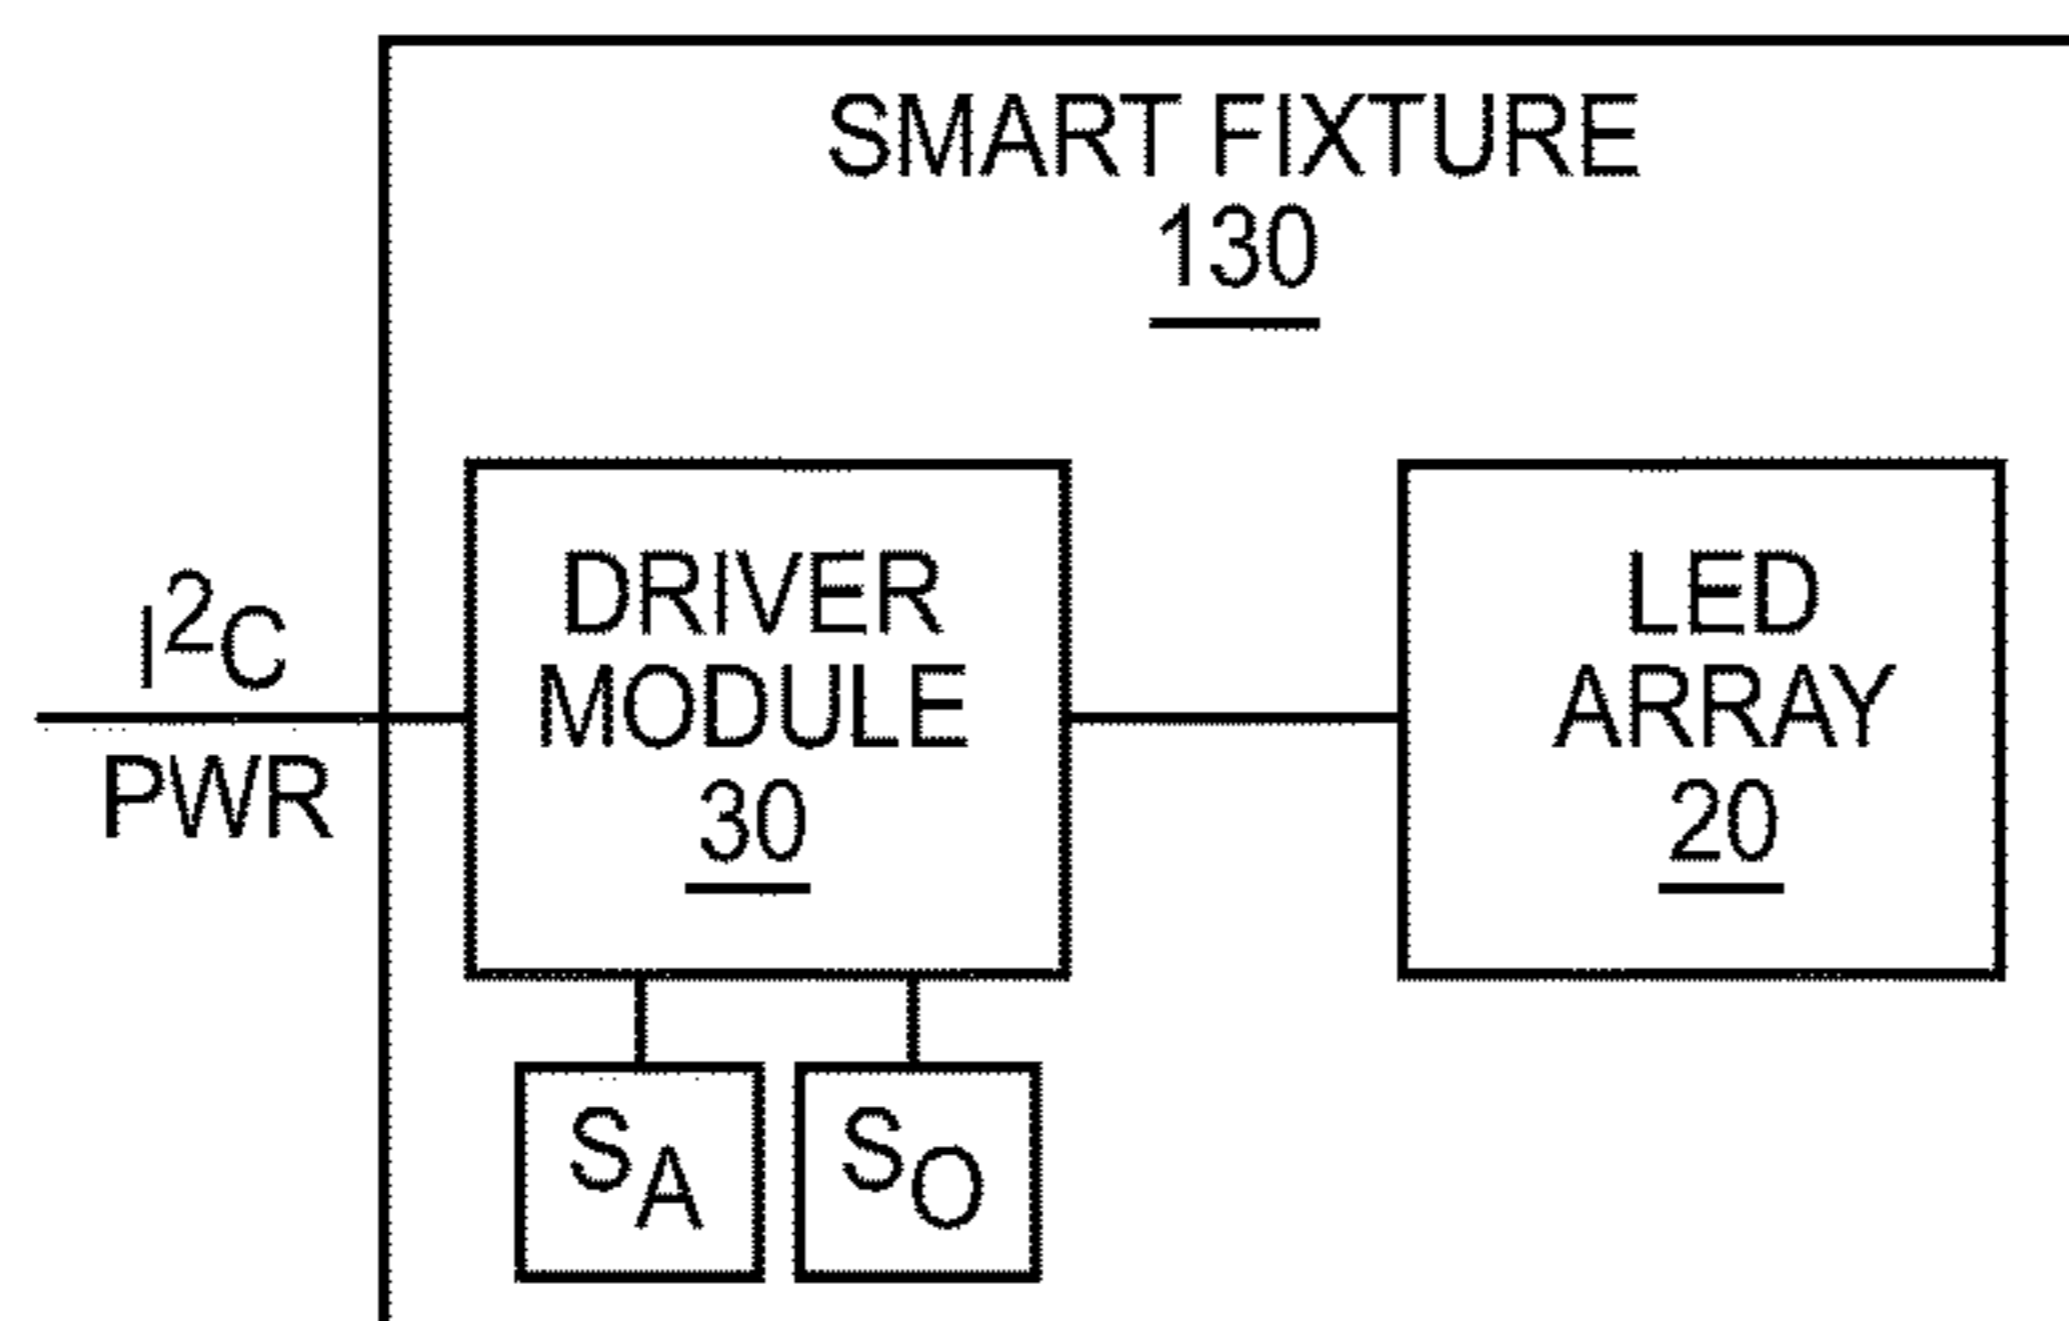 SMART FIXTURE
130
I²C
PWR
DRIVER
MODULE
30
LED
ARRAY
20
S_A
S_O